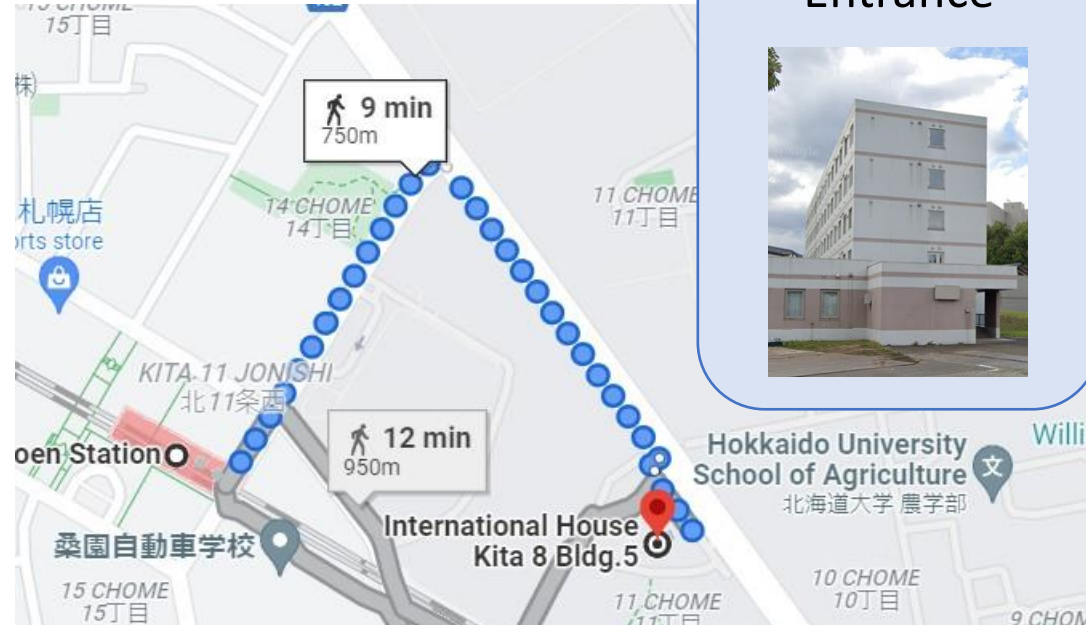 15丁目
Entrance
9 min
750m
株)
札幌店
orts store
14 CHOME
14丁目
11 CHOME
11丁目
KITA 11 JONISHI
北11条西
oen Station
12 min
950m
Hokkaido University
School of Agriculture
北海道大学 農学部
Willi
International House
Kita 8 Bldg.5
桑園自動車学校
文
15 CHOME
15丁目
11 CHOME
11丁目
10 CHOME
10丁目
9 CHOM